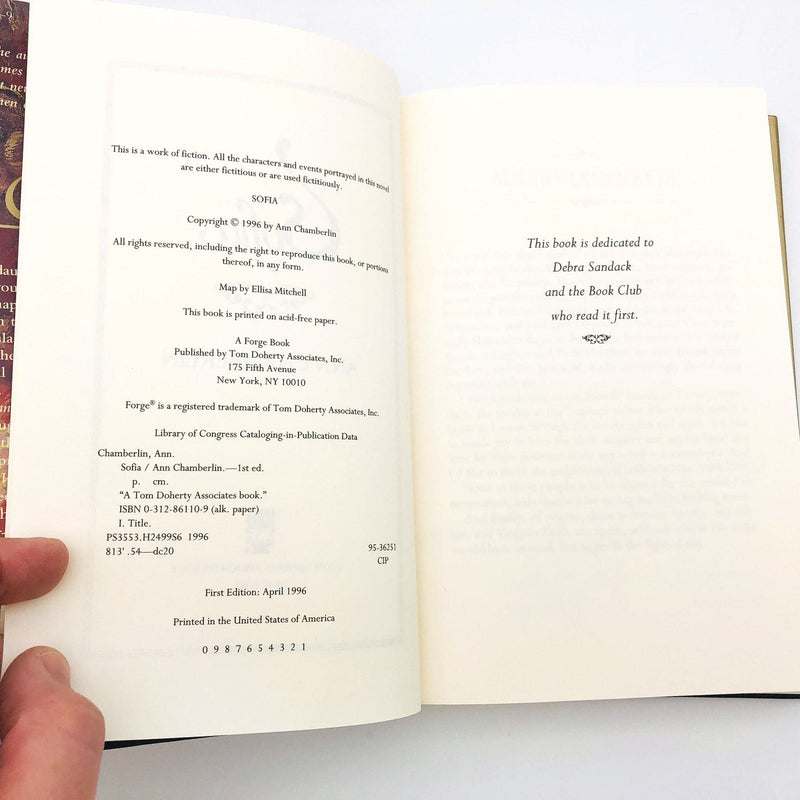 This is a work of fiction. All the characters and events portrayed in this novel
are either fictitious or are used fictitiously.
SOFIA
Copyright © 1996 by Ann Chamberlin
All rights reserved, including the right to reproduce this book, or portions
thereof, in any form.
Map by Ellisa Mitchell
This book is printed on acid-free paper.
A Forge Book
Published by Tom Doherty Associates, Inc.
175 Fifth Avenue
New York, NY 10010
Forge® is a registered trademark of Tom Doherty Associates, Inc.
Library of Congress Cataloging-in-Publication Data
Chamberlin, Ann.
Sofia / Ann Chamberlin.—1st ed.
p. cm.
“A Tom Doherty Associates book.”
ISBN 0-312-86110-9 (alk. paper)
I. Title.
PS3553.H249956 1996
813'.54—dc20 95-36251
CIP
First Edition: April 1996
Printed in the United States of America
0 9 8 7 6 5 4 3 2 1
This book is dedicated to
Debra Sandack
and the Book Club
who read it first.